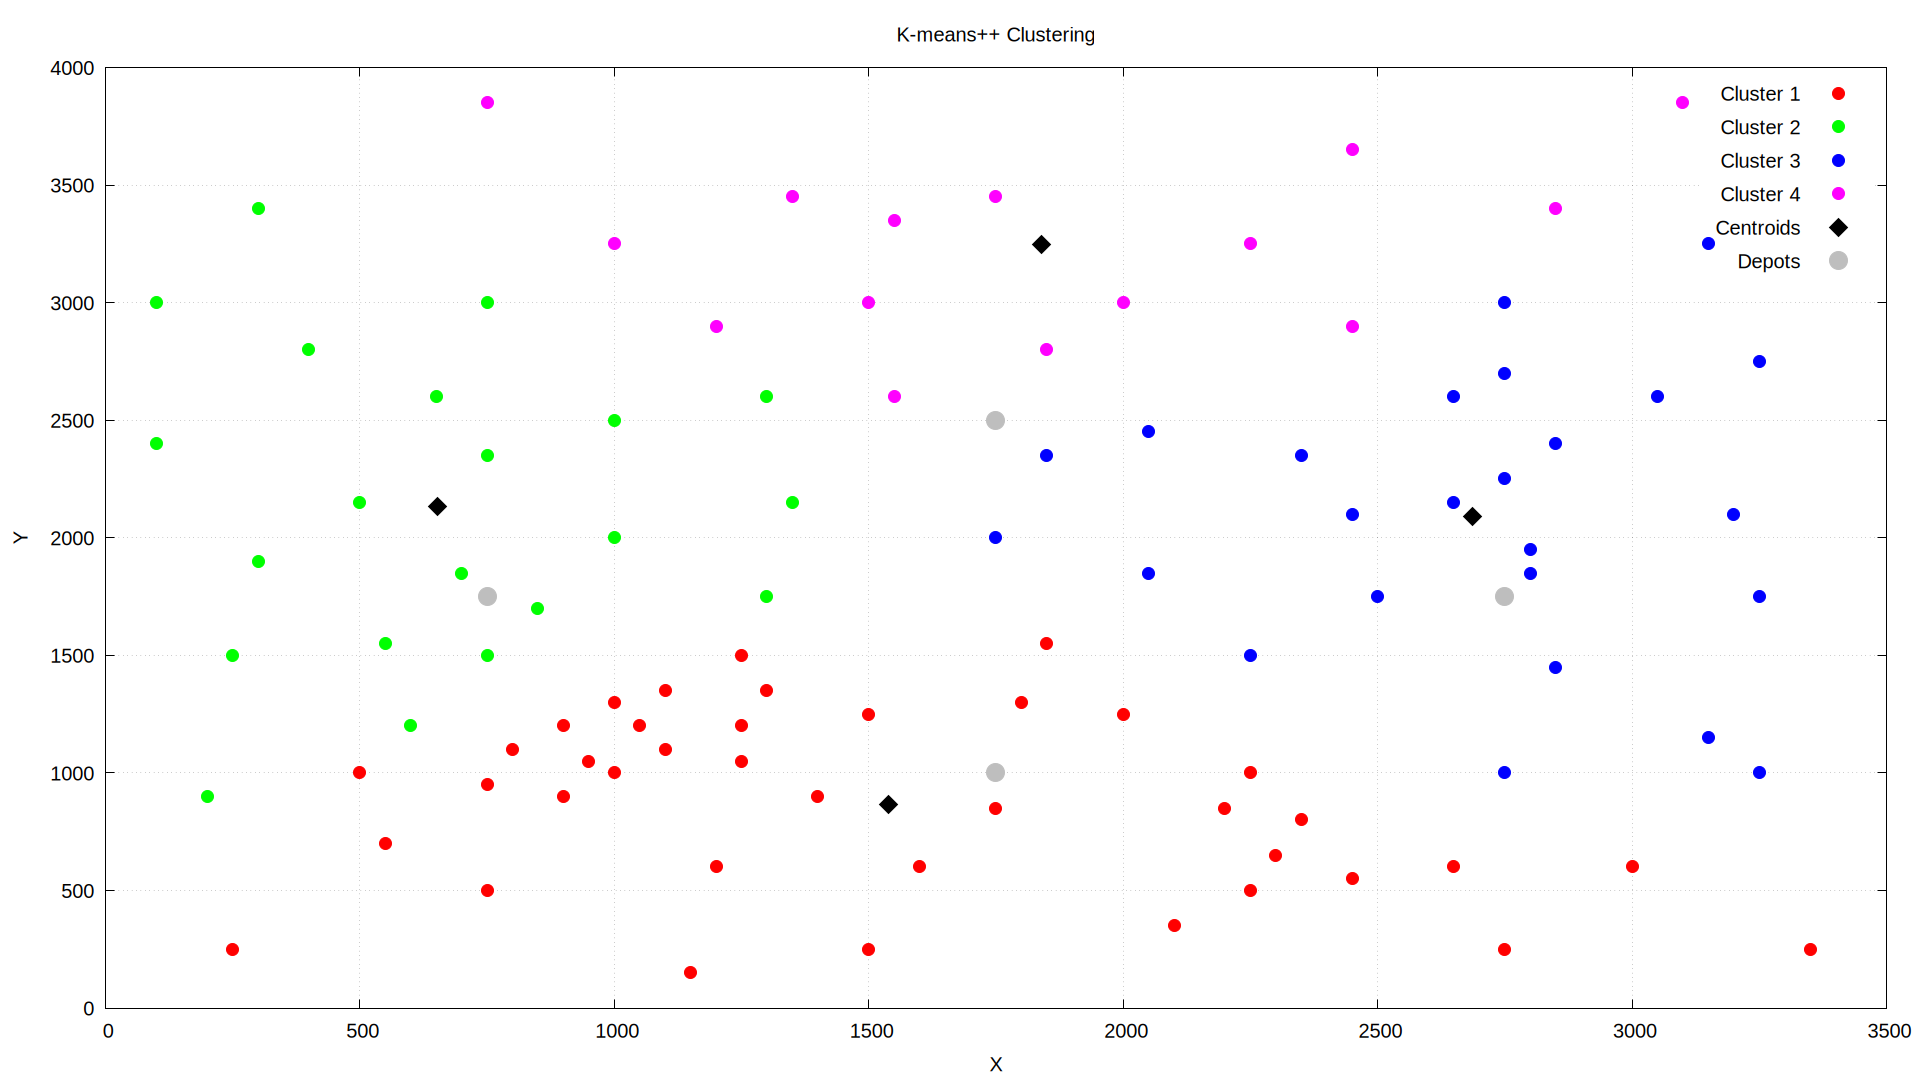 K-means++ Clustering
4000
3500
3000
2500
2000
1500
1000
500
0
Y
Cluster 1
Cluster 2
Cluster 3
Cluster 4
Centroids
Depots
0 500 1000 1500 2000 2500 3000 3500
X